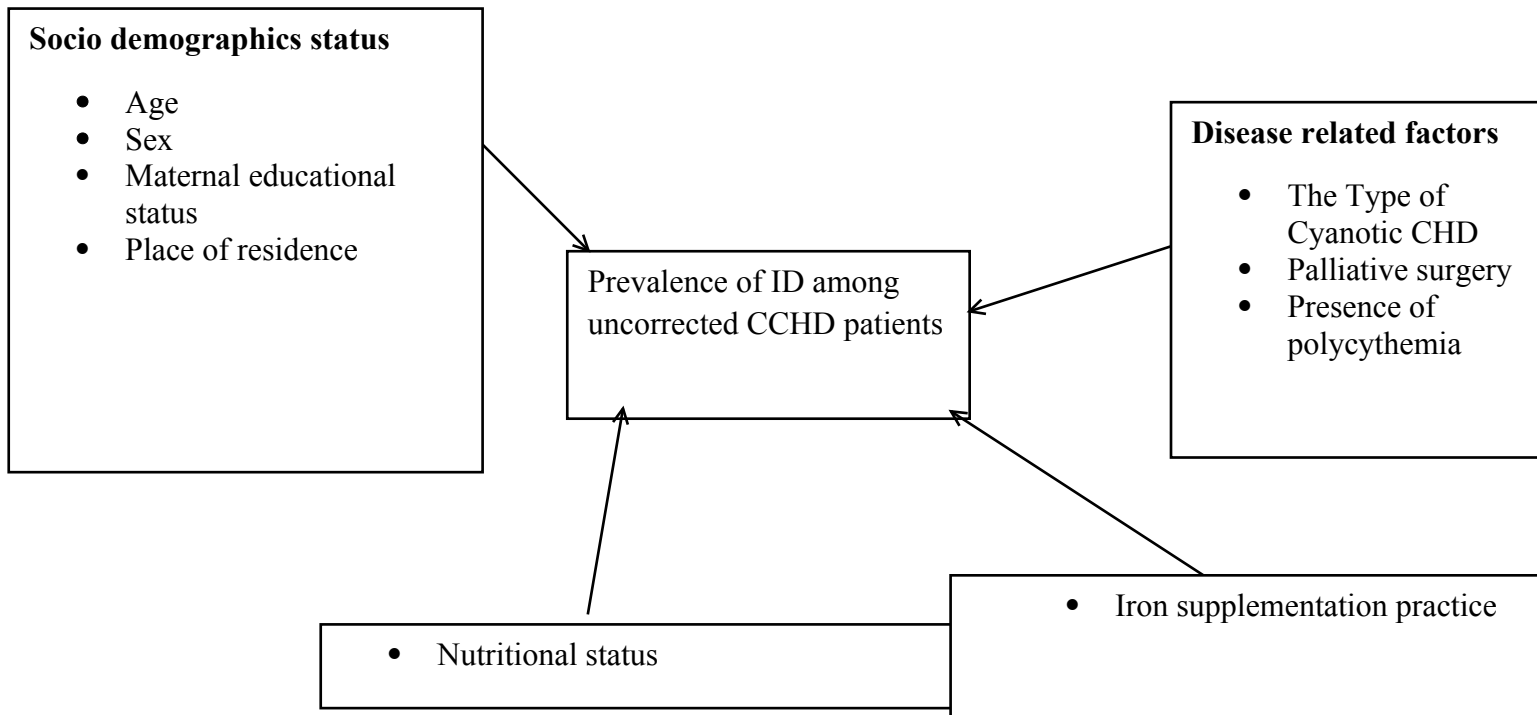 Socio demographics status
• Age
• Sex
• Maternal educational
status
• Place of residence
Disease related factors
• The Type of
Cyanotic CHD
• Palliative surgery
• Presence of
polycythemia
Prevalence of ID among
uncorrected CCHD patients
• Nutritional status
• Iron supplementation practice